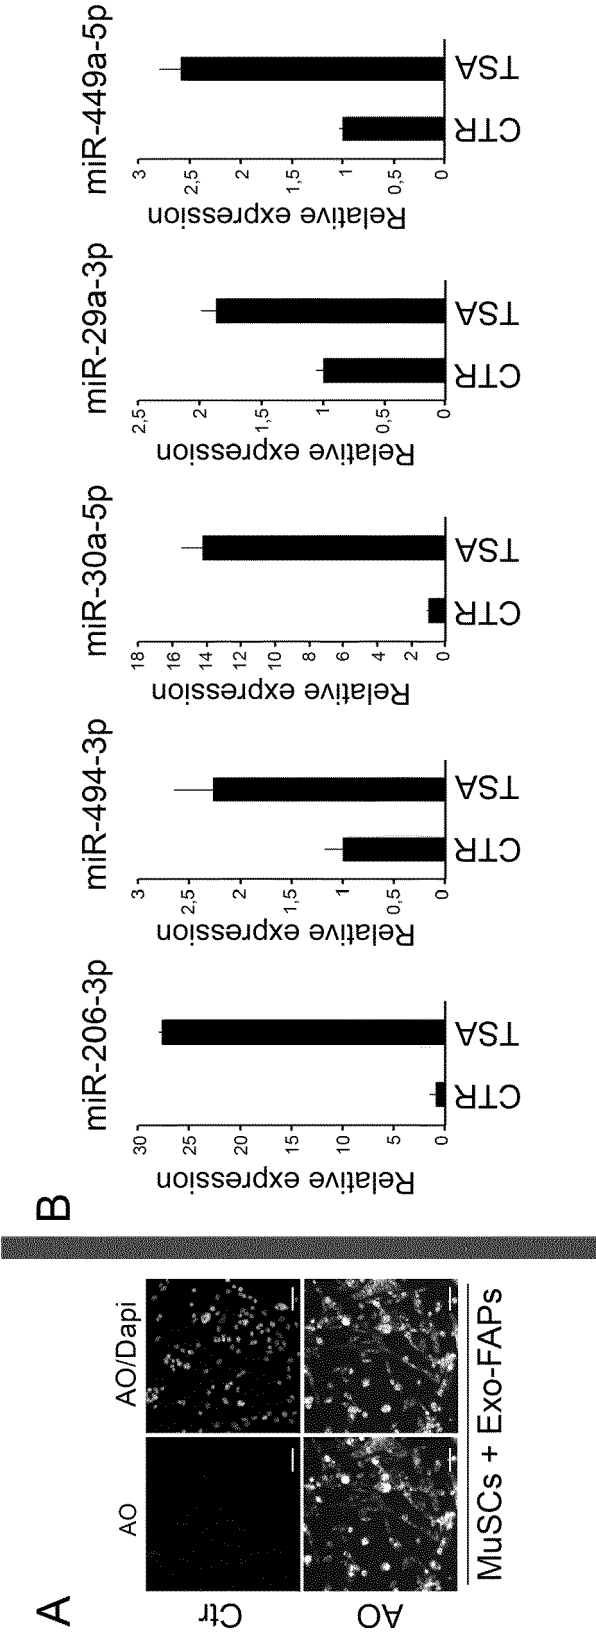 A
AO
AO/Dapi
Ctr
AO
MuSCs + Exo-FAPs
B
miR-206-3p
Relative expression
30
25
20
15
10
5
0
CTR
TSA
miR-494-3p
Relative expression
3
2,5
2
1,5
1
0,5
0
CTR
TSA
miR-30a-5p
Relative expression
18
16
14
12
10
8
6
4
2
0
CTR
TSA
miR-29a-3p
Relative expression
2,5
2
1,5
1
0,5
0
CTR
TSA
miR-449a-5p
Relative expression
3
2,5
2
1,5
1
0,5
0
CTR
TSA